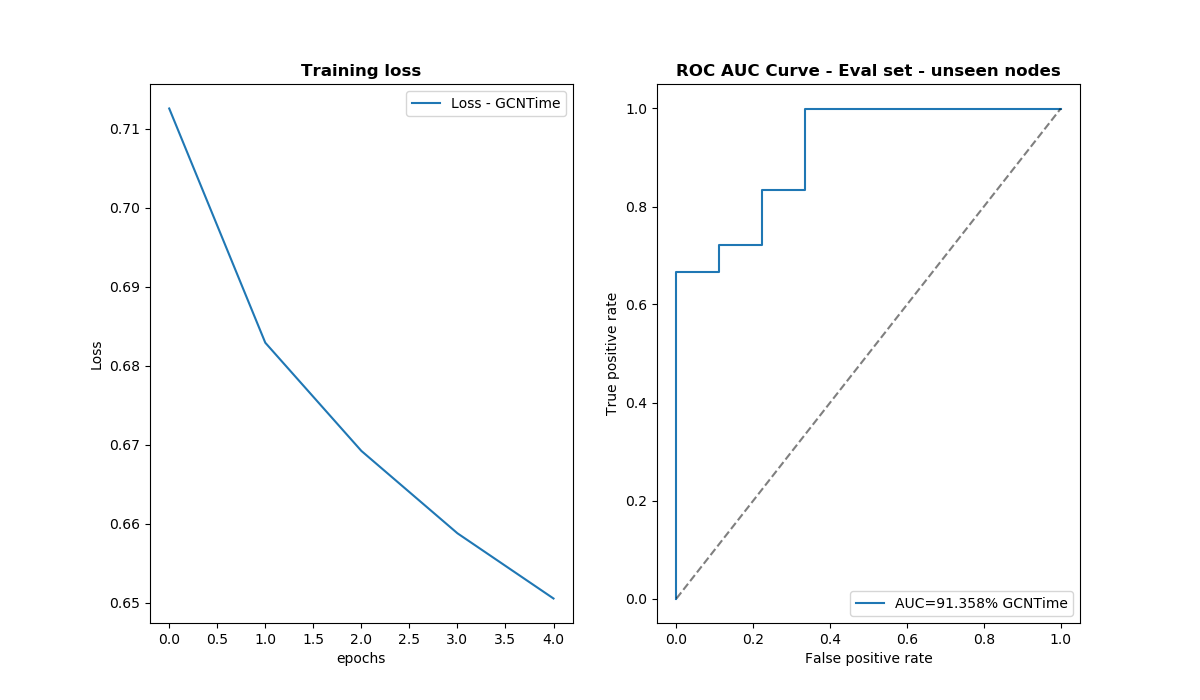 Training loss
Loss - GCNTime
0.71
0.70
0.69
0.68
0.67
0.66
0.65
Loss
0.0 0.5 1.0 1.5 2.0 2.5 3.0 3.5 4.0
epochs
ROC AUC Curve - Eval set - unseen nodes
1.0
0.8
0.6
0.4
0.2
0.0
True positive rate
AUC=91.358% GCNTime
0.0 0.2 0.4 0.6 0.8 1.0
False positive rate